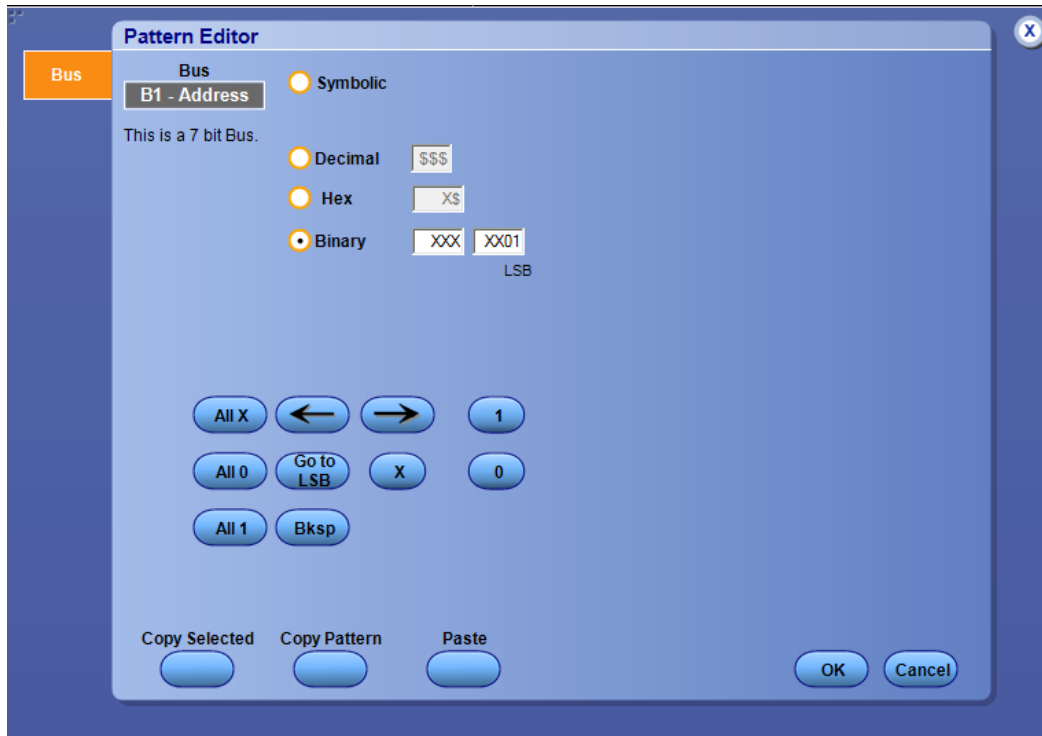 Pattern Editor
X
Bus
Bus
B1 - Address
Symbolic
This is a 7 bit Bus.
Decimal $$$
Hex X$
Binary XXX XX01
LSB
All X 1
All 0 Go to LSB X 0
All 1 Bksp
Copy Selected Copy Pattern Paste
OK Cancel